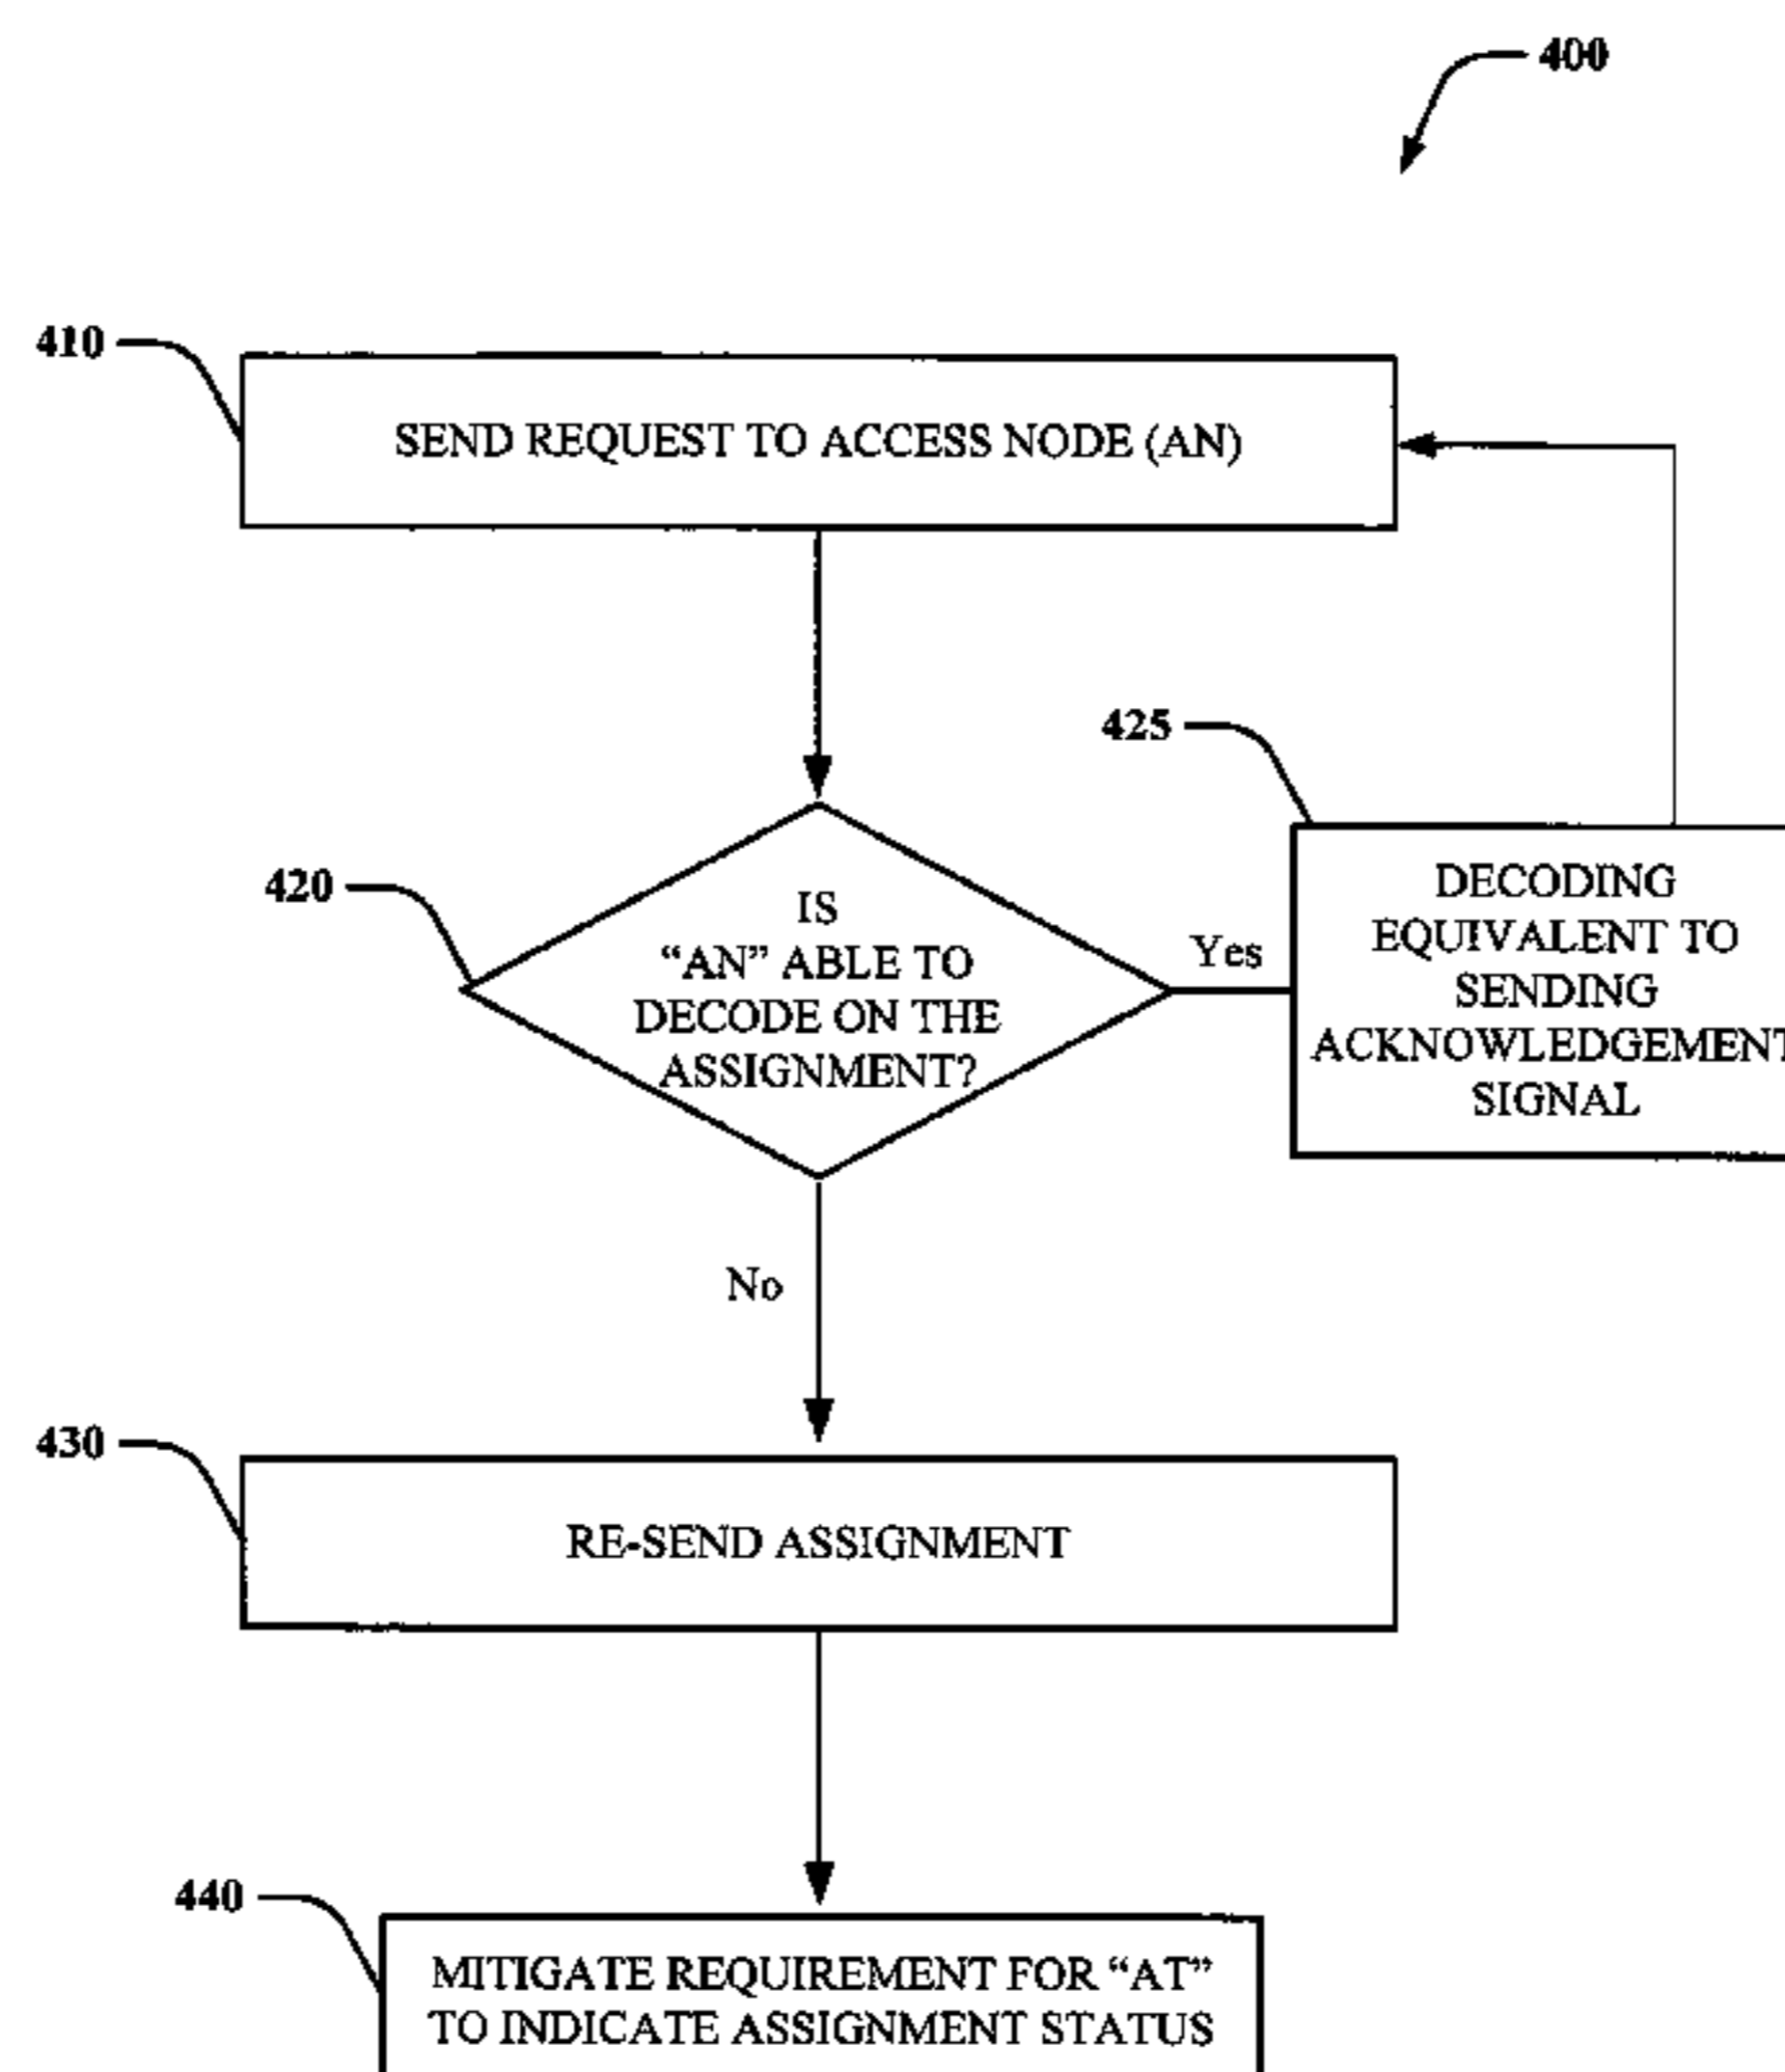 400
410
SEND REQUEST TO ACCESS NODE (AN)
425
420
IS
“AN” ABLE TO
DECODE ON THE
ASSIGNMENT?
Yes
DECODING
EQUIVALENT TO
SENDING
ACKNOWLEDGEMENT
SIGNAL
No
430
RE-SEND ASSIGNMENT
440
MITIGATE REQUIREMENT FOR “AT”
TO INDICATE ASSIGNMENT STATUS